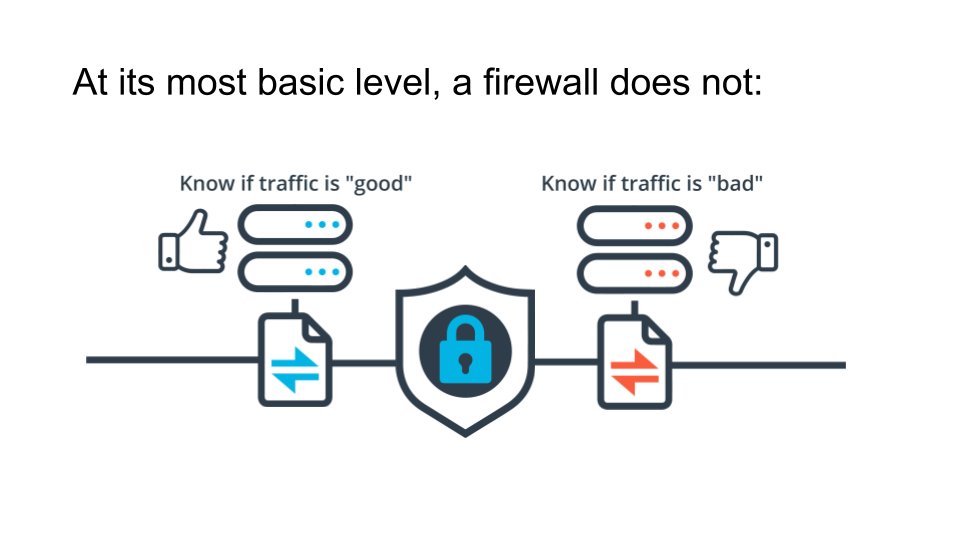 At its most basic level, a firewall does not:
Know if traffic is "good"
Know if traffic is "bad"